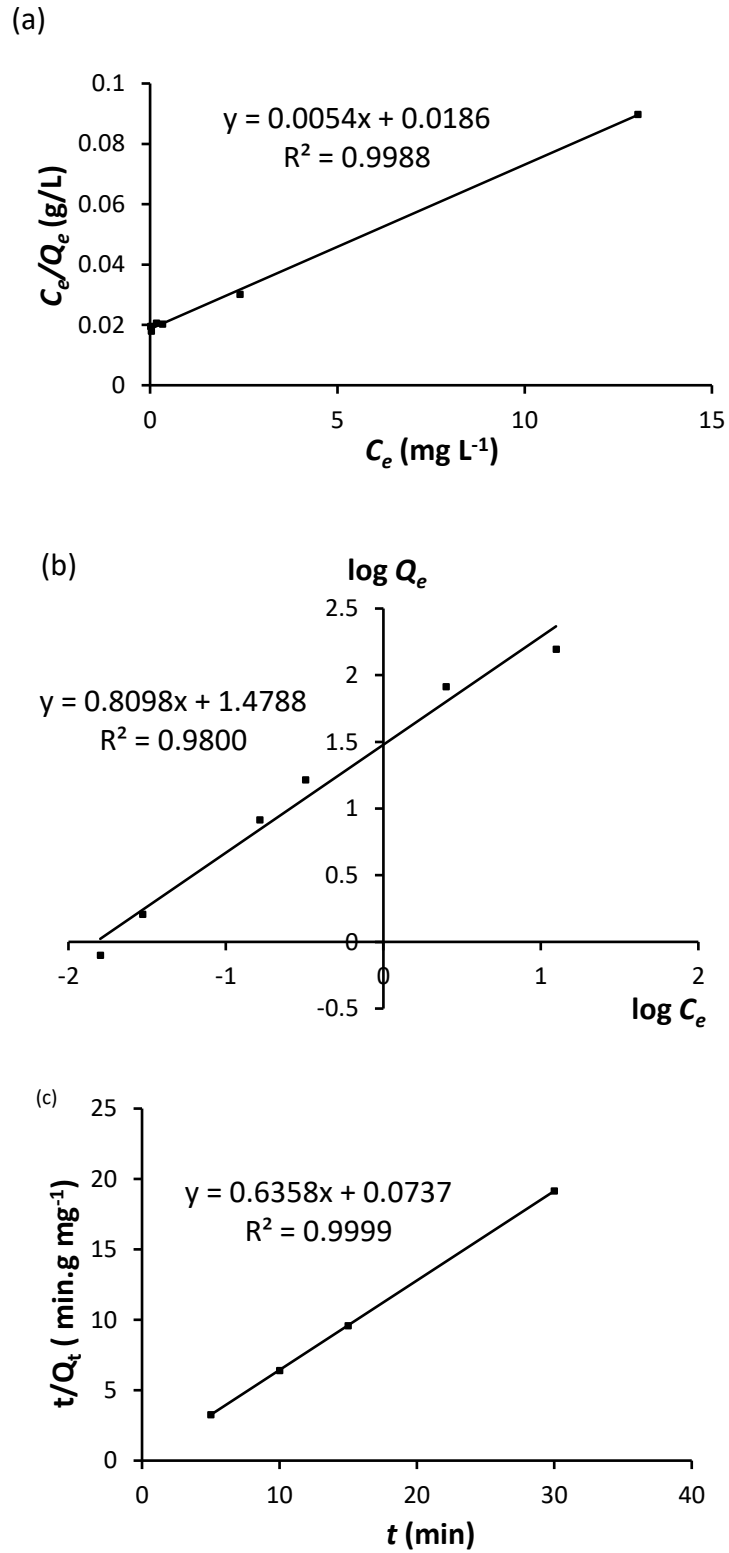 (a)
0.1
0.08
0.06
0.04
0.02
0
y = 0.0054x + 0.0186
R² = 0.9988
Ce/Qe (g/L)
0 5 10 15
Ce (mg L-1)
(b)
log Qe
2.5
2
1.5
1
0.5
0
-0.5
y = 0.8098x + 1.4788
R² = 0.9800
-2 -1 0 1 2
log Ce
(c)
25
20
15
10
5
0
y = 0.6358x + 0.0737
R² = 0.9999
t/Qt ( min.g mg-1)
0 10 20 30 40
t (min)